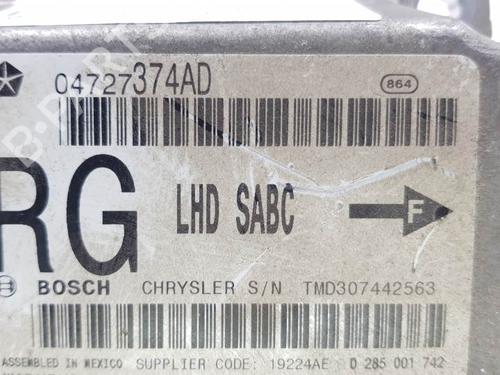 04727374AD
864
RG LHD SABC F
BOSCH CHRYSLER S/N TMD307442563
ASSEMBLED IN MEXICO SUPPLIER CODE: 19224AE 0 285 001 742